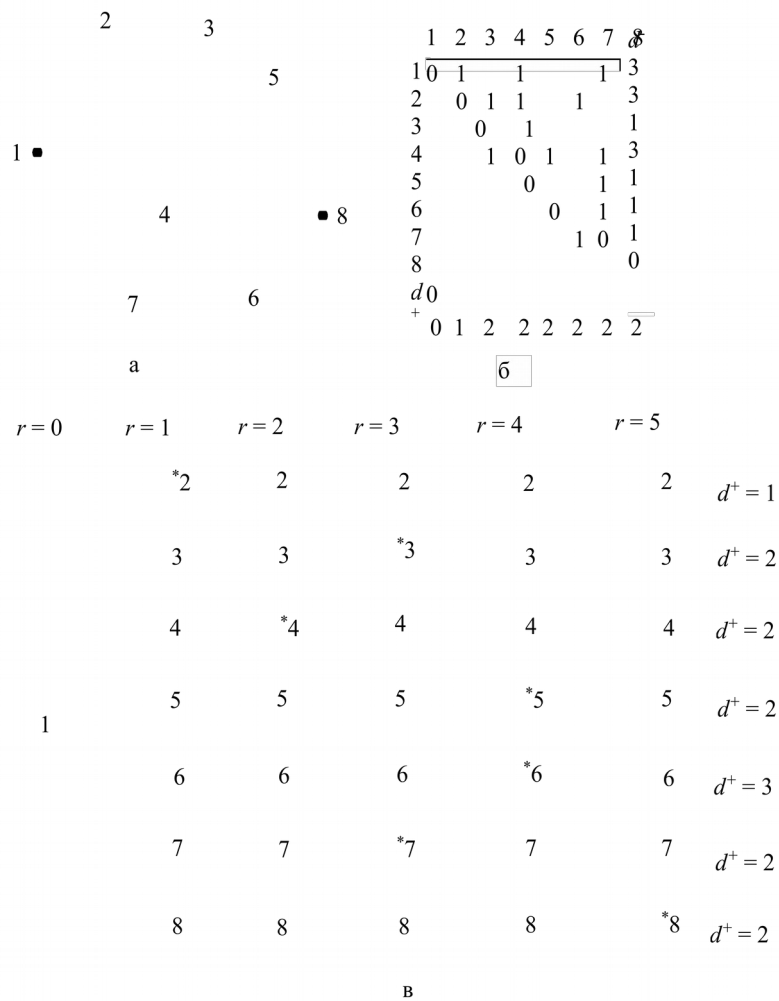 2 3
5
1
4 8
7 6
а
1 2 3 4 5 6 7 8 d⁺
1 0 1 1 1 3
2 0 1 1 1 3
3 0 1 1
4 1 0 1 1 3
5 0 1 1
6 0 1 1
7 1 0 1
8 0
d 0
+
0 1 2 2 2 2 2 2
б
r = 0 r = 1 r = 2 r = 3 r = 4 r = 5
*2 2 2 2 2 d⁺ = 1
3 3 *3 3 3 d⁺ = 2
4 *4 4 4 4 d⁺ = 2
5 5 5 *5 5 d⁺ = 2
1
6 6 6 *6 6 d⁺ = 3
7 7 *7 7 7 d⁺ = 2
8 8 8 8 *8 d⁺ = 2
в